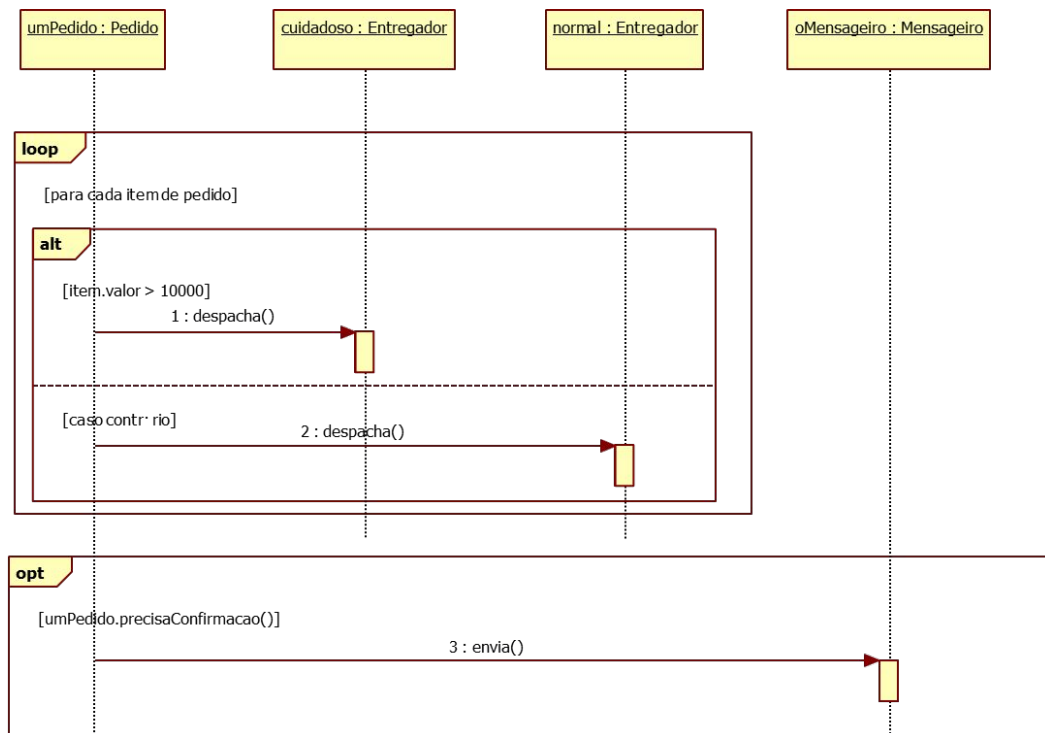 umPedido : Pedido
cuidadoso : Entregador
normal : Entregador
oMensageiro : Mensageiro
loop
[para cada item de pedido]
alt
[item.valor > 10000]
1 : despacha()
[caso contr· rio]
2 : despacha()
opt
[umPedido.precisaConfirmacao()]
3 : envia()